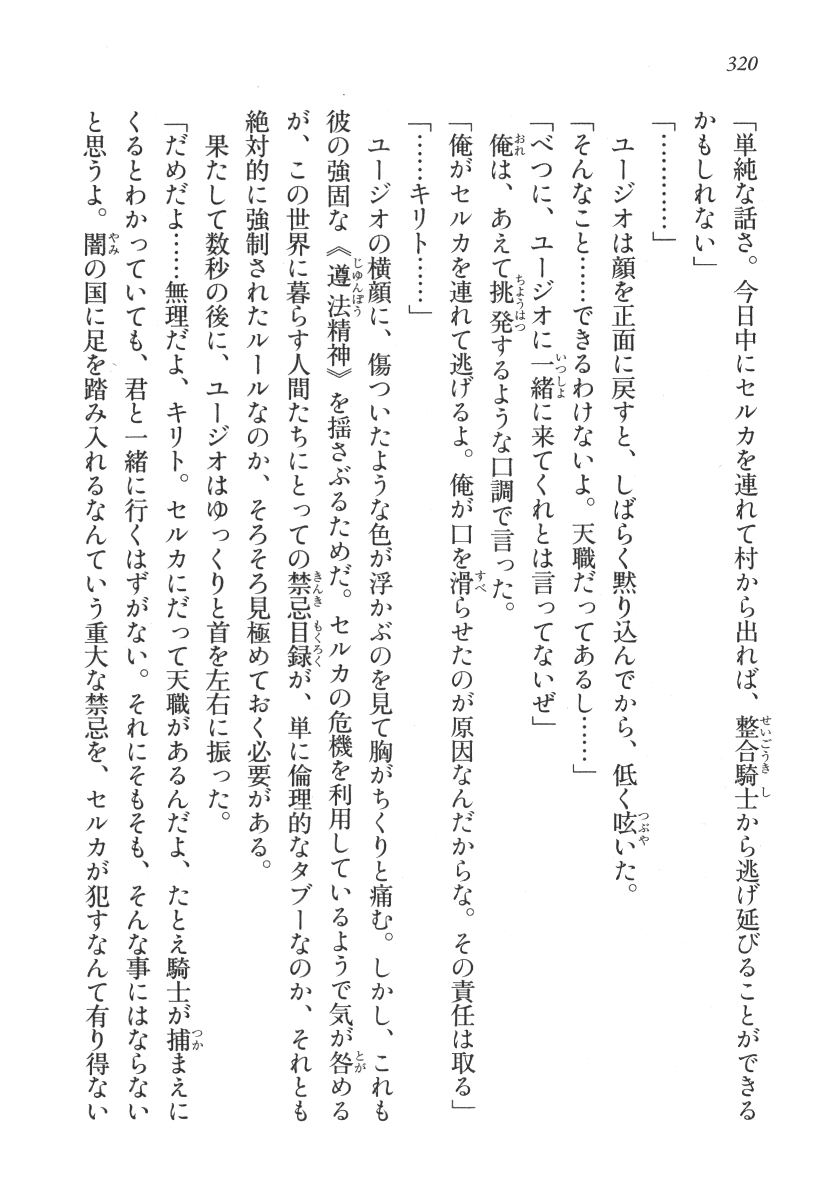 320
「単純な話さ。今日中にセルカを連れて村から出れば、整合騎士から逃げ延びることができる
かもしれない」
「…………」
ユージオは顔を正面に戻すと、しばらく黙り込んでから、低く呟いた。
「そんなこと……できるわけないよ。天職だってあるし……」
「べつに、ユージオに一緒に来てくれとは言ってないぜ」
俺は、あえて挑発するような口調で言った。
「俺がセルカを連れて逃げるよ。俺が口を滑らせたのが原因なんだからな。その責任は取る」
「……キリト……」
ユージオの横顔に、傷ついたような色が浮かぶのを見て胸がちくりと痛む。しかし、これも
彼の強固な《遵法精神》を揺さぶるためだ。セルカの危機を利用しているようで気が咎める
が、この世界に暮らす人間たちにとっての禁忌目録が、単に倫理的なタブーなのか、それとも
絶対的に強制されたルールなのか、そろそろ見極めておく必要がある。
果たして数秒の後に、ユージオはゆっくりと首を左右に振った。
「だめだよ……無理だよ、キリト。セルカにだって天職があるんだよ、たとえ騎士が捕まえに
くるとわかっていても、君と一緒に行くはずがない。それにそもそも、そんな事にはならない
と思うよ。闇の国に足を踏み入れるなんていう重大な禁忌を、セルカが犯すなんて有り得ない